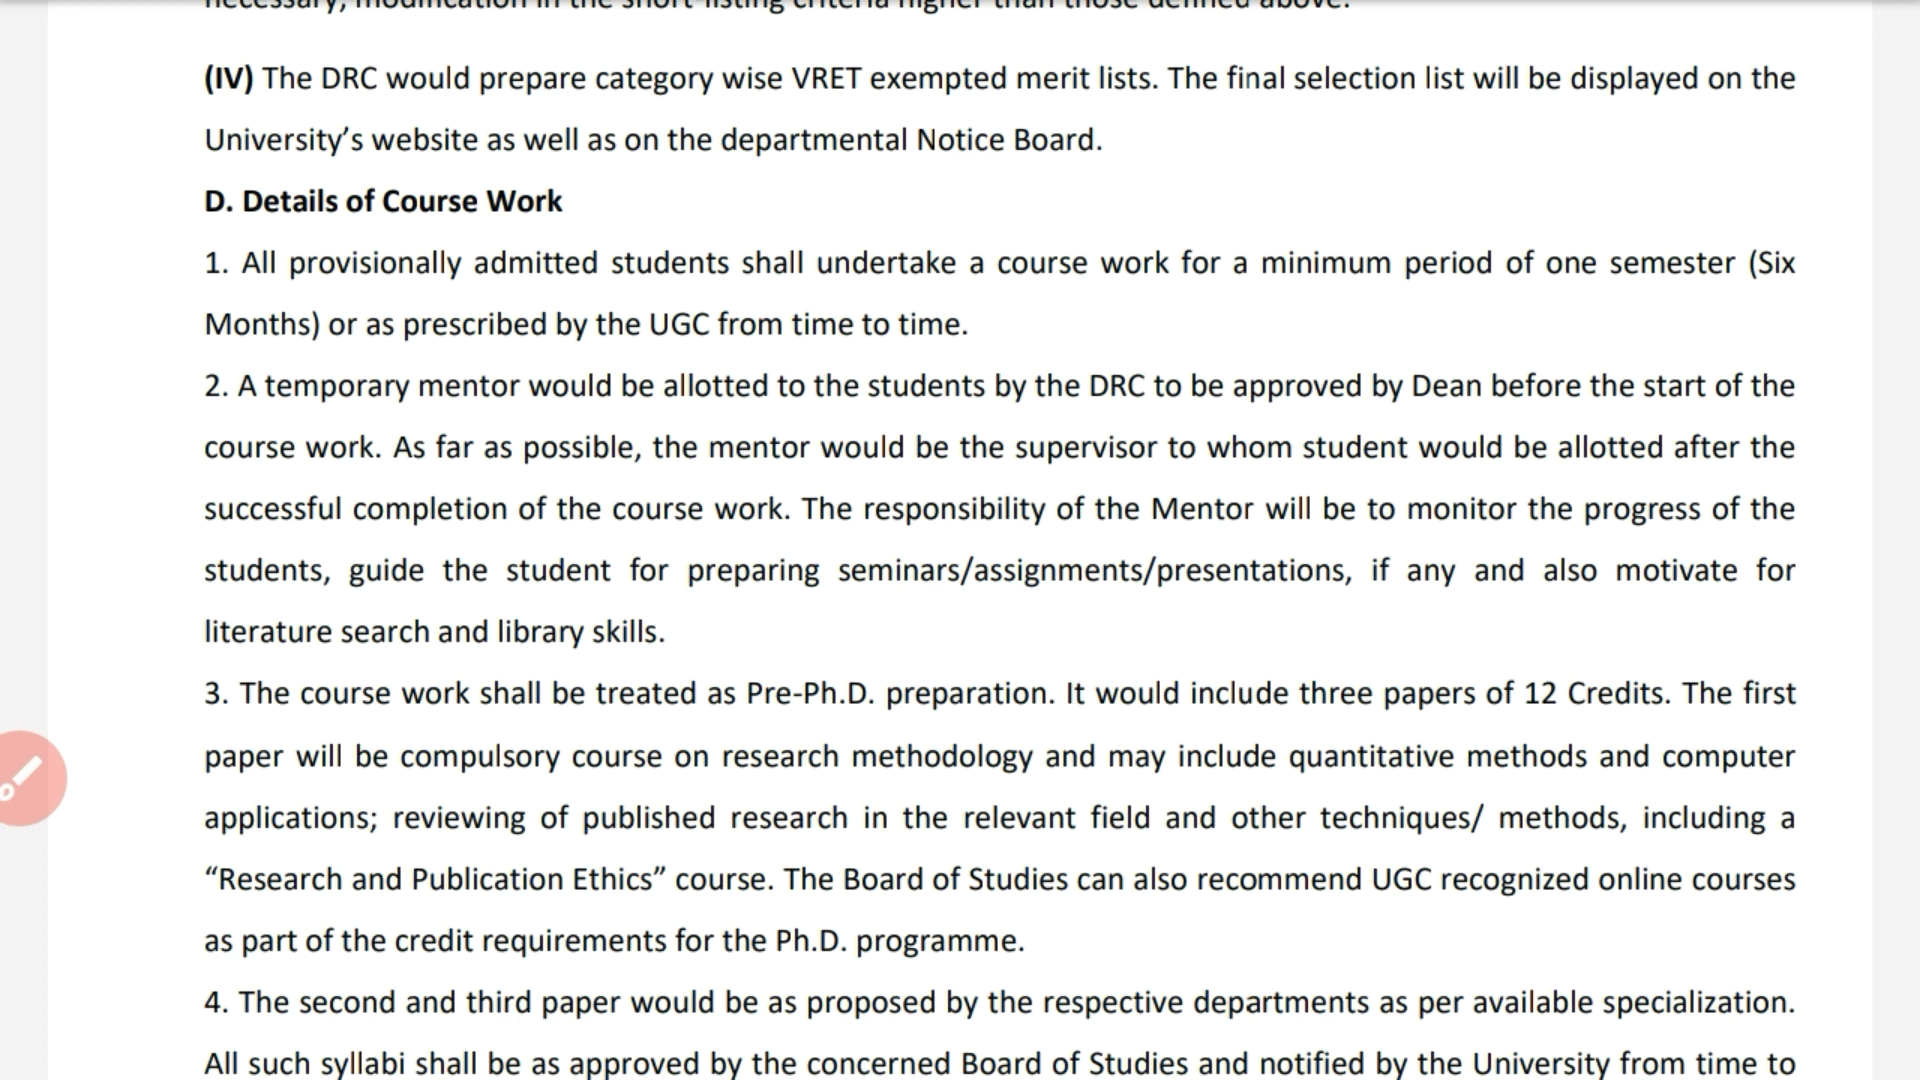 necessary, modification in the short-listing criteria higher than those defined above.
(IV) The DRC would prepare category wise VRET exempted merit lists. The final selection list will be displayed on the
University’s website as well as on the departmental Notice Board.
D. Details of Course Work
1. All provisionally admitted students shall undertake a course work for a minimum period of one semester (Six
Months) or as prescribed by the UGC from time to time.
2. A temporary mentor would be allotted to the students by the DRC to be approved by Dean before the start of the
course work. As far as possible, the mentor would be the supervisor to whom student would be allotted after the
successful completion of the course work. The responsibility of the Mentor will be to monitor the progress of the
students, guide the student for preparing seminars/assignments/presentations, if any and also motivate for
literature search and library skills.
3. The course work shall be treated as Pre-Ph.D. preparation. It would include three papers of 12 Credits. The first
paper will be compulsory course on research methodology and may include quantitative methods and computer
applications; reviewing of published research in the relevant field and other techniques/ methods, including a
“Research and Publication Ethics” course. The Board of Studies can also recommend UGC recognized online courses
as part of the credit requirements for the Ph.D. programme.
4. The second and third paper would be as proposed by the respective departments as per available specialization.
All such syllabi shall be as approved by the concerned Board of Studies and notified by the University from time to